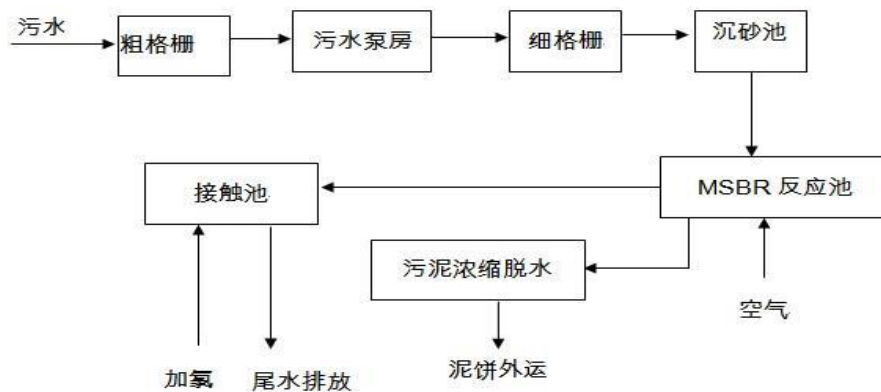 污水
粗格栅
污水泵房
细格栅
沉砂池
接触池
MSBR 反应池
污泥浓缩脱水
空气
加氯
尾水排放
泥饼外运